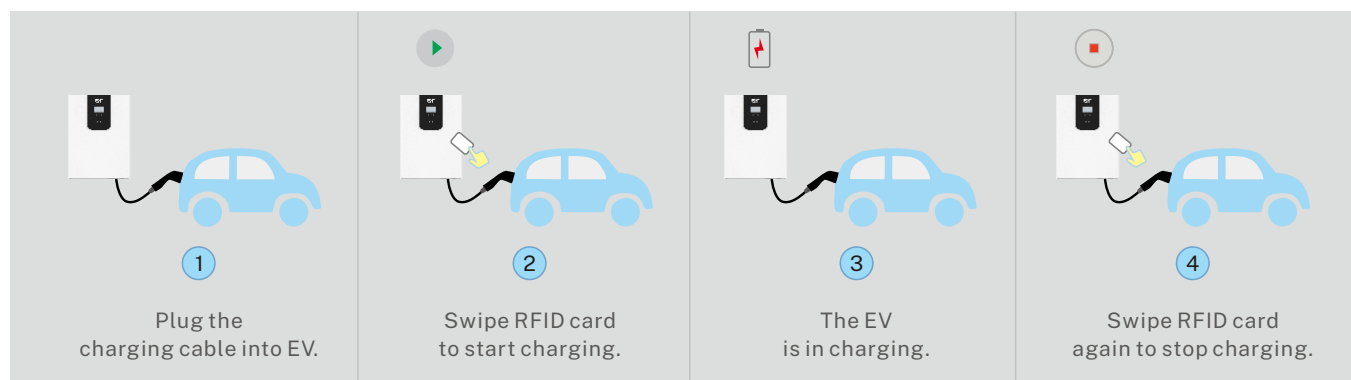 1
Plug the
charging cable into EV.
2
Swipe RFID card
to start charging.
3
The EV
is in charging.
4
Swipe RFID card
again to stop charging.